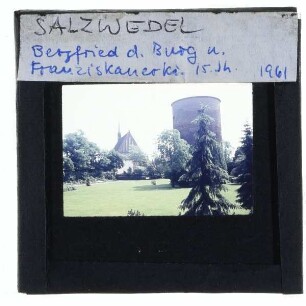 SALZWEDEL
Bergfried d. Burg u.
Franziskanerki. 15. Jh. 1961